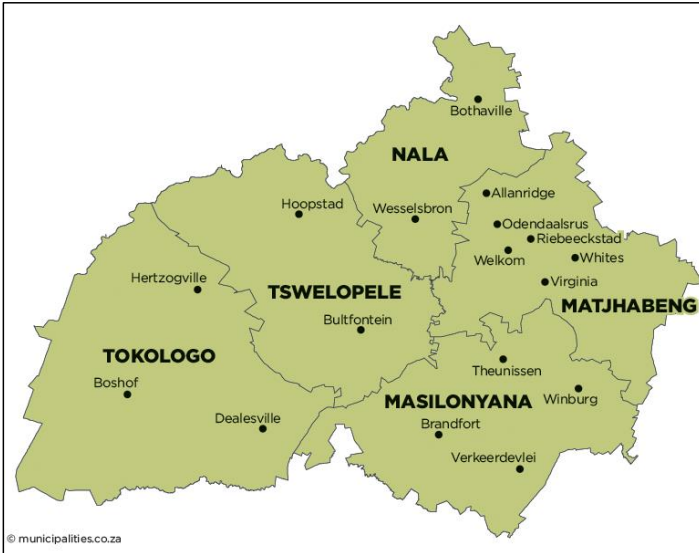 Bothaville
NALA
Allanridge
Hoopstad
Wesselsbron
Odendaalsrus
Riebeeckstad
Welkom
Whites
Hertzogville
Virginia
TSWELOPELE
MATJHABENG
Bultfontein
TOKOLOGO
Theunissen
Boshof
Winburg
MASILONYANA
Brandfort
Dealesville
Verkeerdevlei
© municipalities.co.za